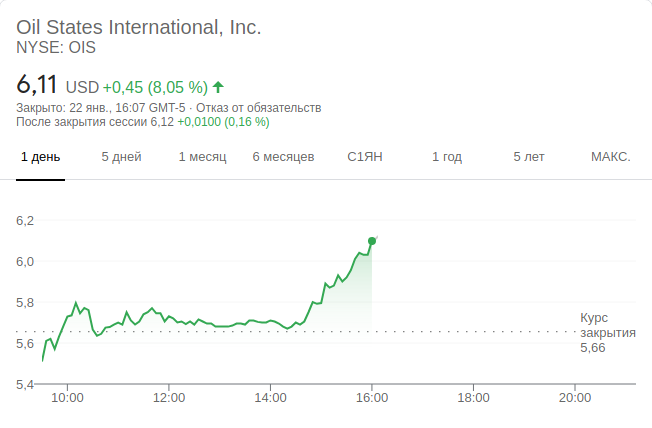 Oil States International, Inc.
NYSE: OIS
6,11 USD +0,45 (8,05 %)
Закрыто: 22 янв., 16:07 GMT-5 · Отказ от обязательств
После закрытия сессии 6,12 +0,0100 (0,16 %)
1 день 5 дней 1 месяц 6 месяцев С1ЯН 1 год 5 лет МАКС.
6,2
6,0
5,8
Курс
закрытия
5,66
5,6
5,4
10:00 12:00 14:00 16:00 18:00 20:00